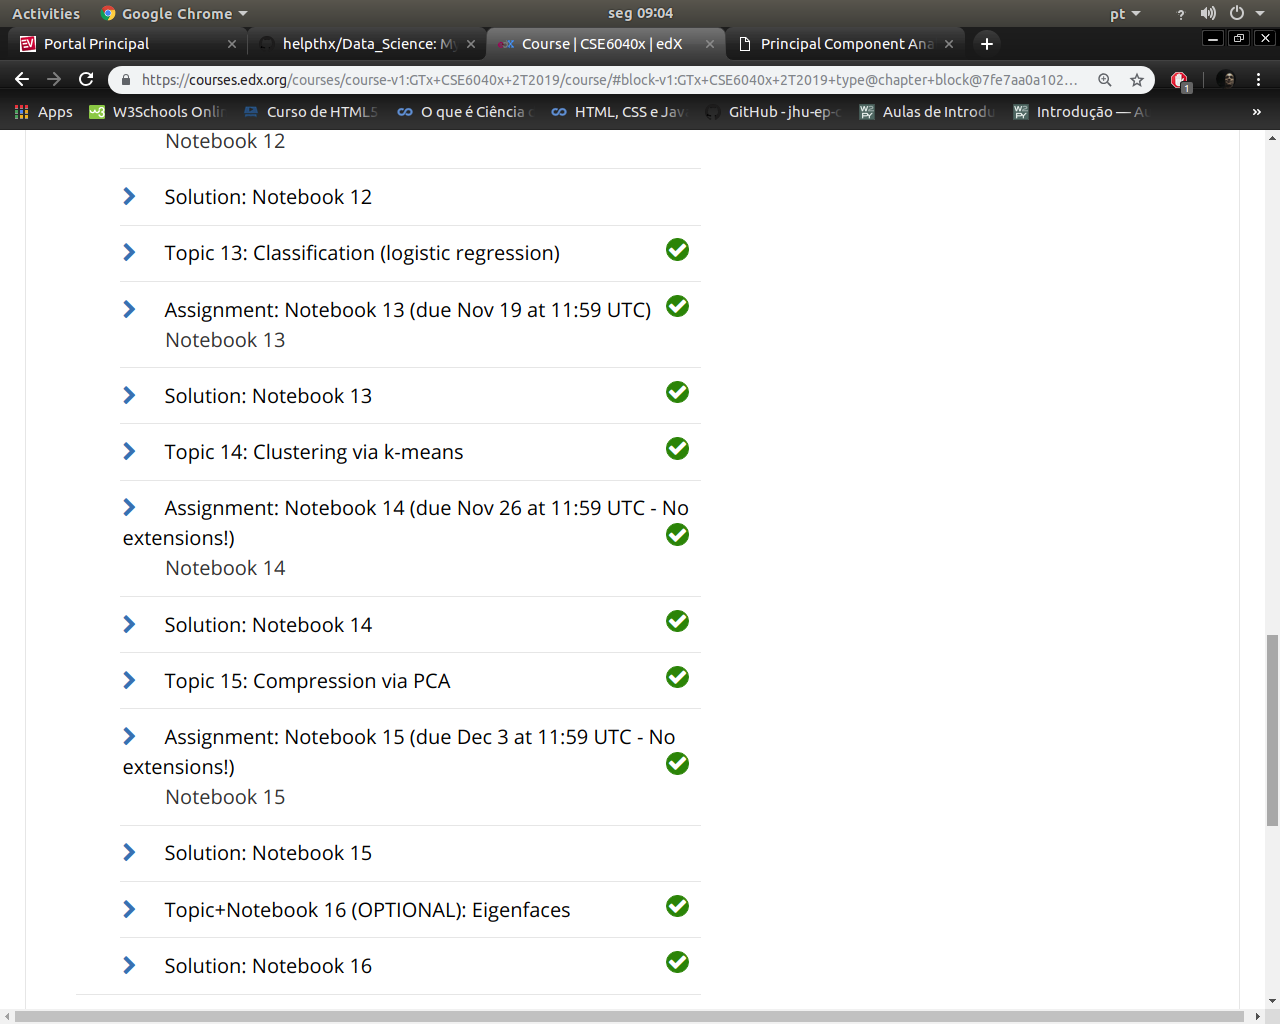 Activities Google Chrome seg 09:04 pt ?
EV Portal Principal helpthx/Data_Science: My Course | CSE6040x | edX Principal Component Ana
https://courses.edx.org/courses/course-v1:GTx+CSE6040x+2T2019/course/#block-v1:GTx+CSE6040x+2T2019+type@chapter+block@7fe7aa0a102... 1
Apps W3Schools Onlin Curso de HTML5 O que é Ciência HTML, CSS e Jav GitHub - jhu-ep-c Aulas de Introdu Introdução — Au »
Notebook 12
Solution: Notebook 12
Topic 13: Classification (logistic regression)
Assignment: Notebook 13 (due Nov 19 at 11:59 UTC)
Notebook 13
Solution: Notebook 13
Topic 14: Clustering via k-means
Assignment: Notebook 14 (due Nov 26 at 11:59 UTC - No
extensions!)
Notebook 14
Solution: Notebook 14
Topic 15: Compression via PCA
Assignment: Notebook 15 (due Dec 3 at 11:59 UTC - No
extensions!)
Notebook 15
Solution: Notebook 15
Topic+Notebook 16 (OPTIONAL): Eigenfaces
Solution: Notebook 16